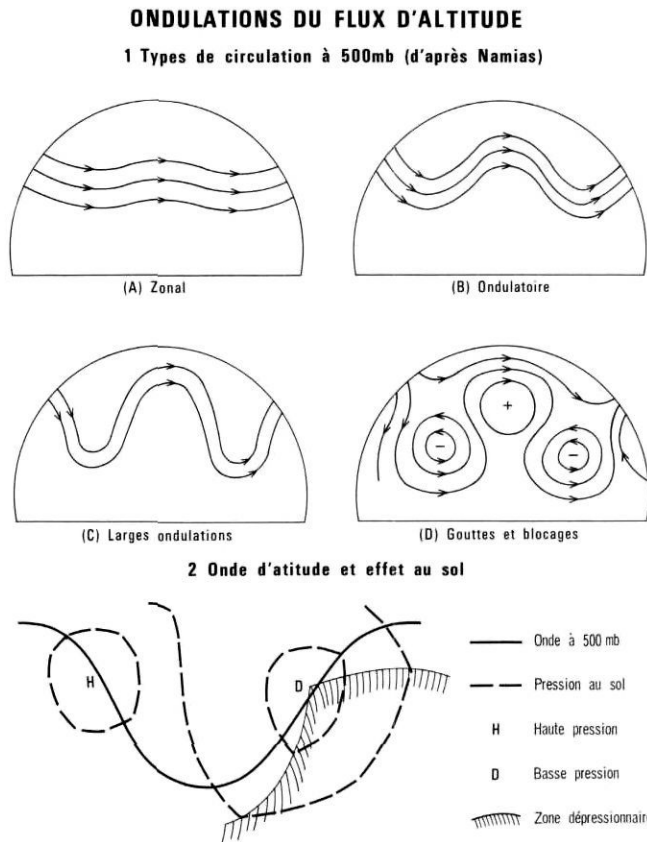 ONDULATIONS DU FLUX D'ALTITUDE
1 Types de circulation à 500mb (d'après Namias)
(A) Zonal
(B) Ondulatoire
+
-
-
(C) Larges ondulations
(D) Gouttes et blocages
2 Onde d'atitude et effet au sol
H
D
Onde à 500 mb
Pression au sol
H Haute pression
D Basse pression
Zone dépressionnaire